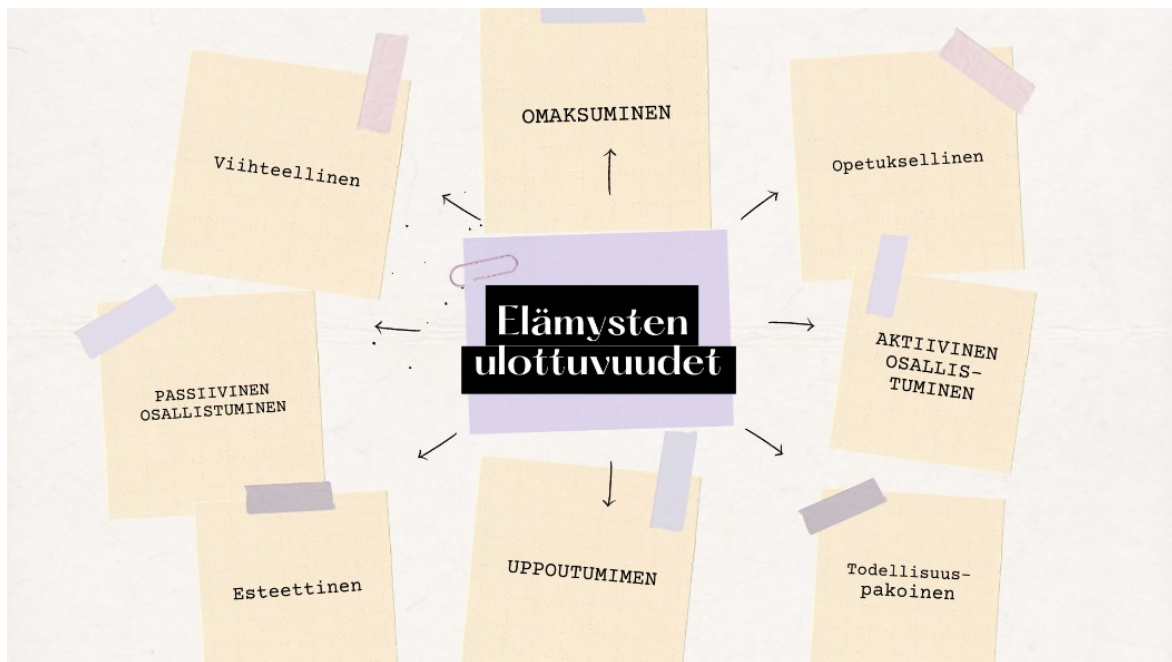 OMAKSUMINEN
Viihteellinen
Opetuksellinen
Elämysten
ulottuvuudet
PASSIIVINEN
OSALLISTUMINEN
AKTIIVINEN
OSALLIS-
TUMINEN
Esteettinen
UPPOUTUMIMEN
Todellisuus-
pakoinen